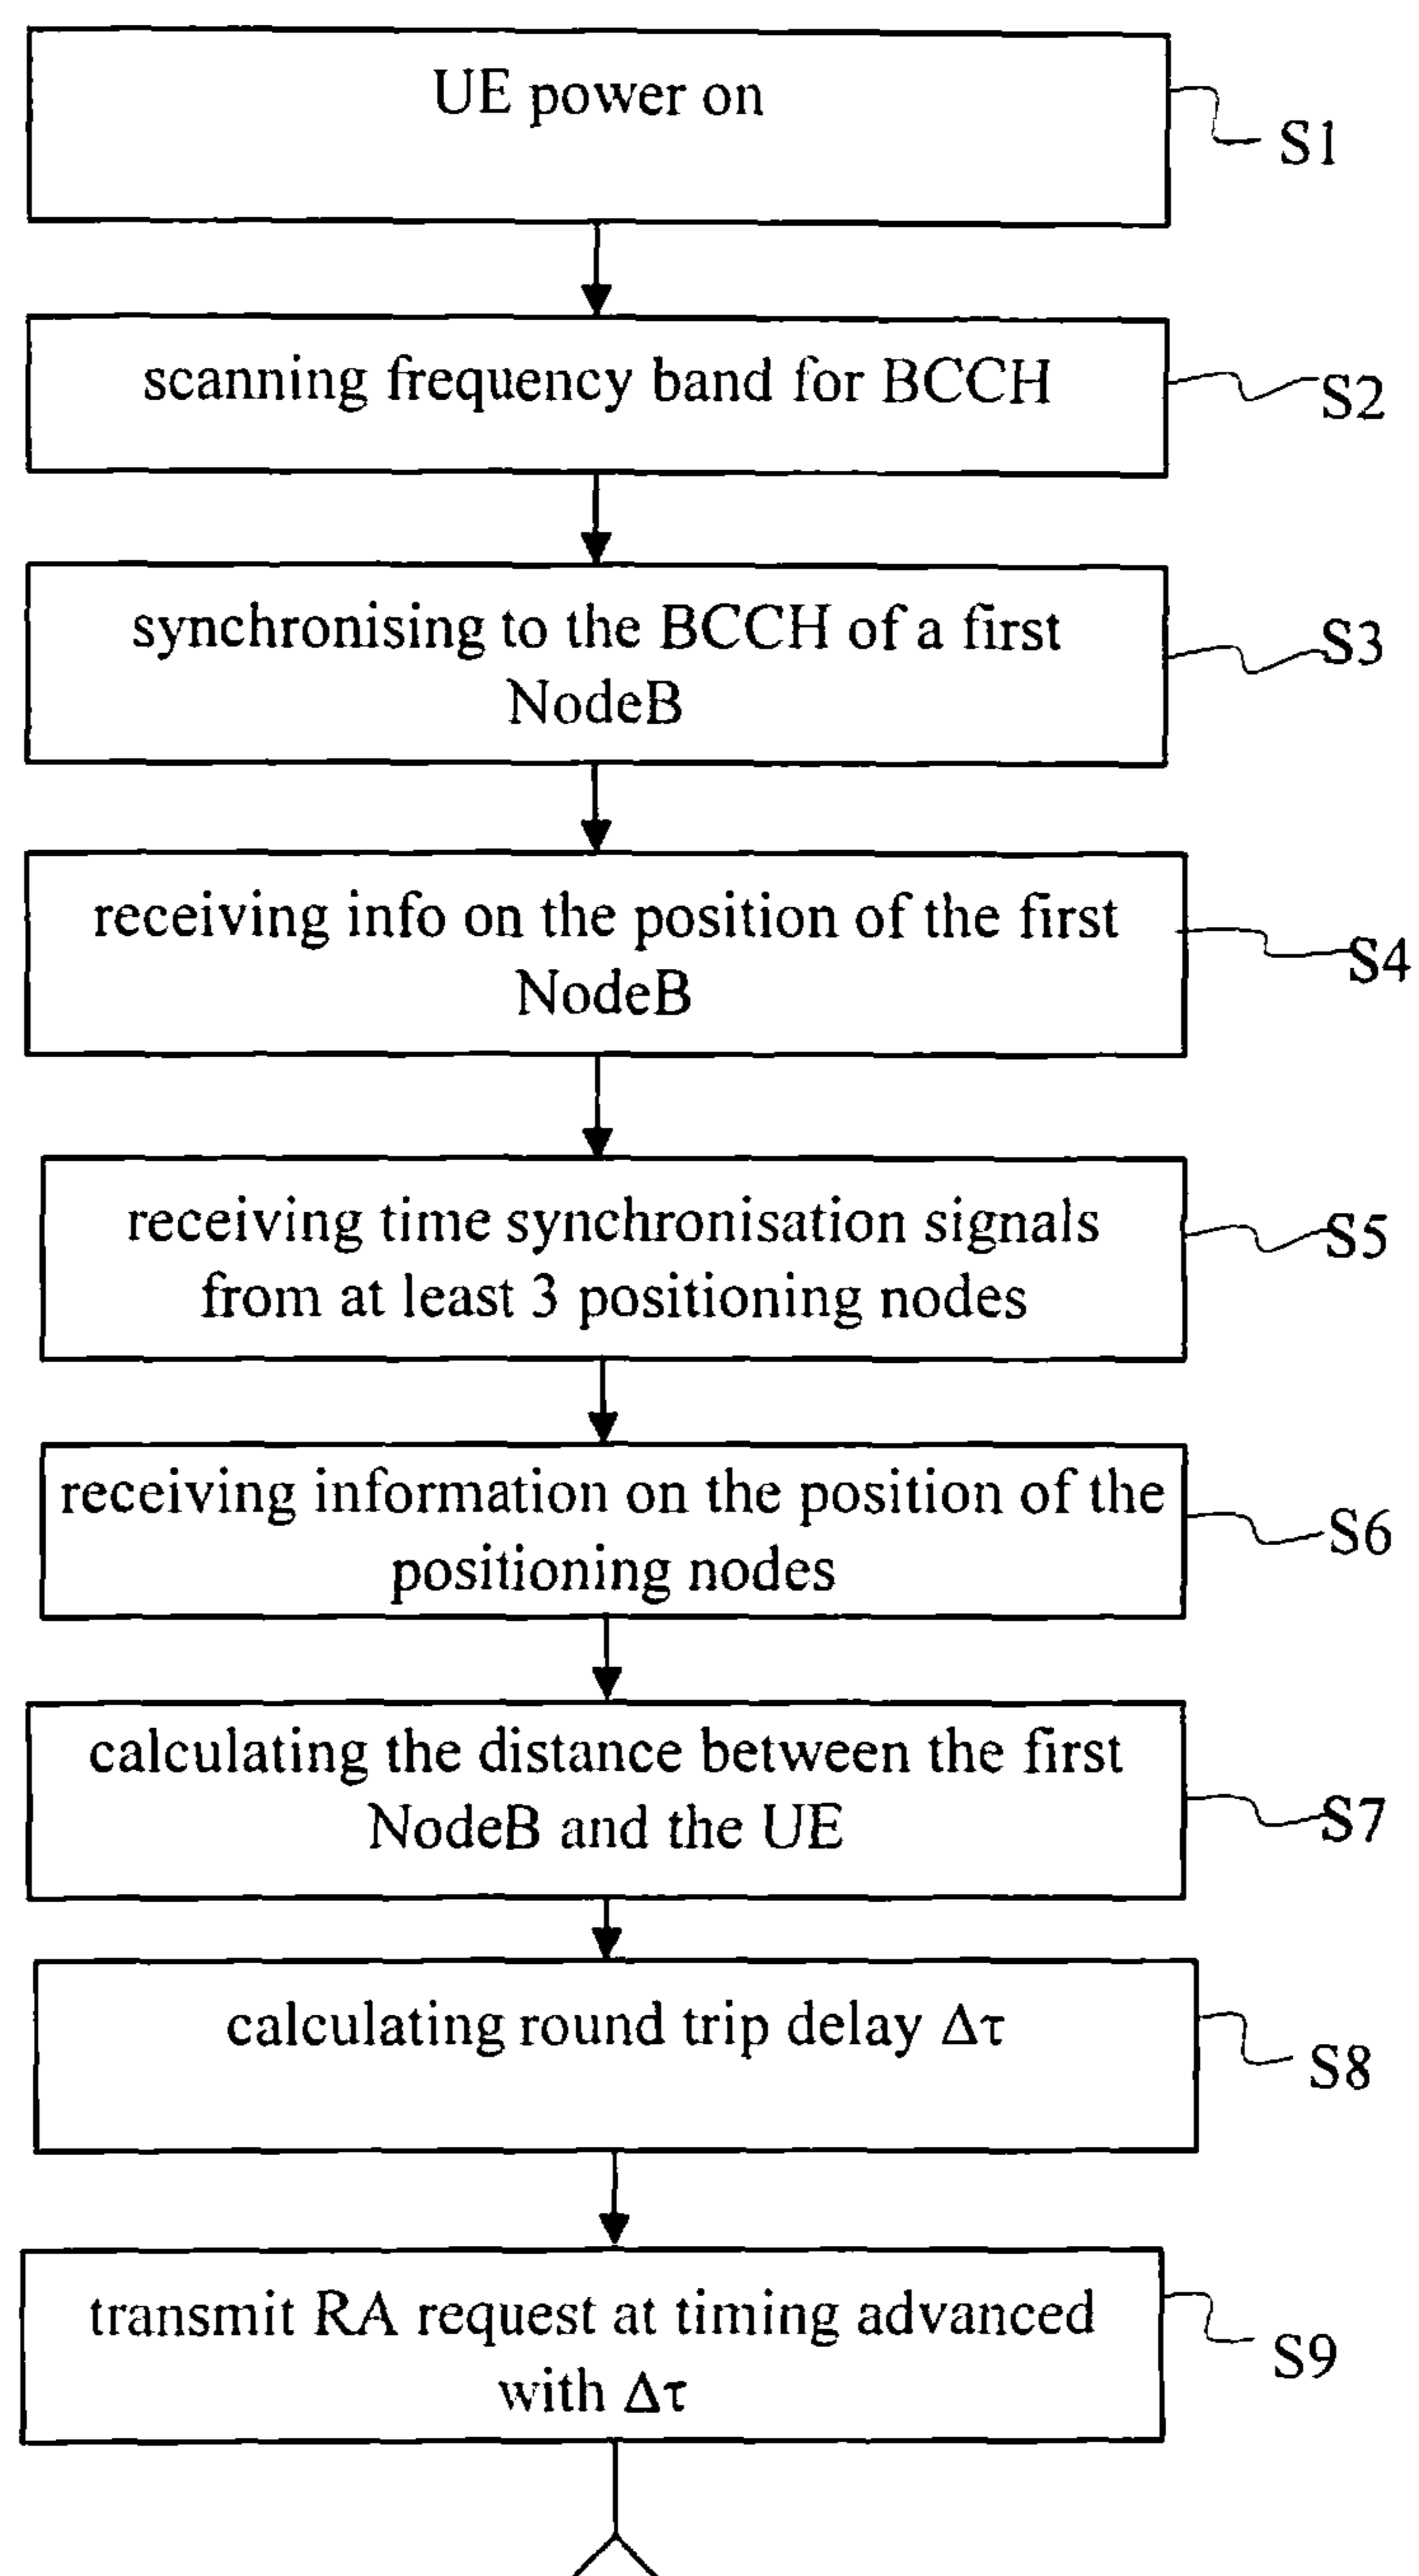 UE power on
S1
scanning frequency band for BCCH
S2
synchronising to the BCCH of a first
NodeB
S3
receiving info on the position of the first
NodeB
S4
receiving time synchronisation signals
from at least 3 positioning nodes
S5
receiving information on the position of the
positioning nodes
S6
calculating the distance between the first
NodeB and the UE
S7
calculating round trip delay Δτ
S8
transmit RA request at timing advanced
with Δτ
S9